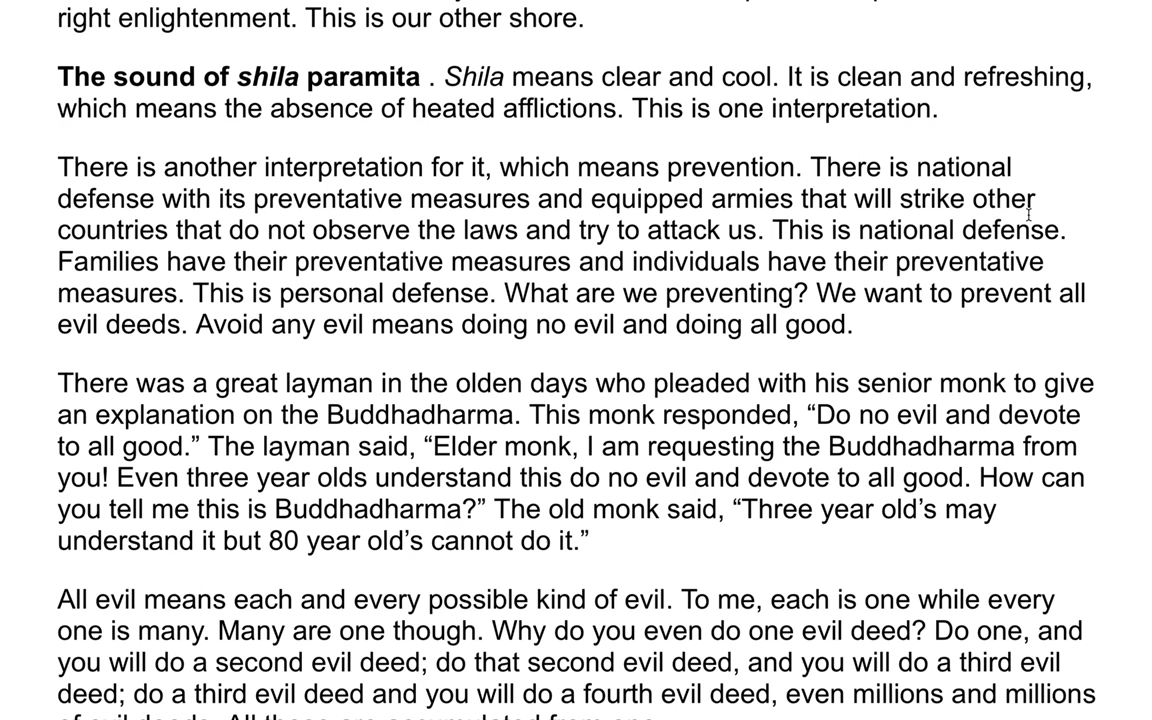 right enlightenment. This is our other shore.
The sound of shila paramita . Shila means clear and cool. It is clean and refreshing,
which means the absence of heated afflictions. This is one interpretation.
There is another interpretation for it, which means prevention. There is national
defense with its preventative measures and equipped armies that will strike other
countries that do not observe the laws and try to attack us. This is national defense.
Families have their preventative measures and individuals have their preventative
measures. This is personal defense. What are we preventing? We want to prevent all
evil deeds. Avoid any evil means doing no evil and doing all good.
There was a great layman in the olden days who pleaded with his senior monk to give
an explanation on the Buddhadharma. This monk responded, “Do no evil and devote
to all good.” The layman said, “Elder monk, I am requesting the Buddhadharma from
you! Even three year olds understand this do no evil and devote to all good. How can
you tell me this is Buddhadharma?” The old monk said, “Three year old’s may
understand it but 80 year old’s cannot do it.”
All evil means each and every possible kind of evil. To me, each is one while every
one is many. Many are one though. Why do you even do one evil deed? Do one, and
you will do a second evil deed; do that second evil deed, and you will do a third evil
deed; do a third evil deed and you will do a fourth evil deed, even millions and millions